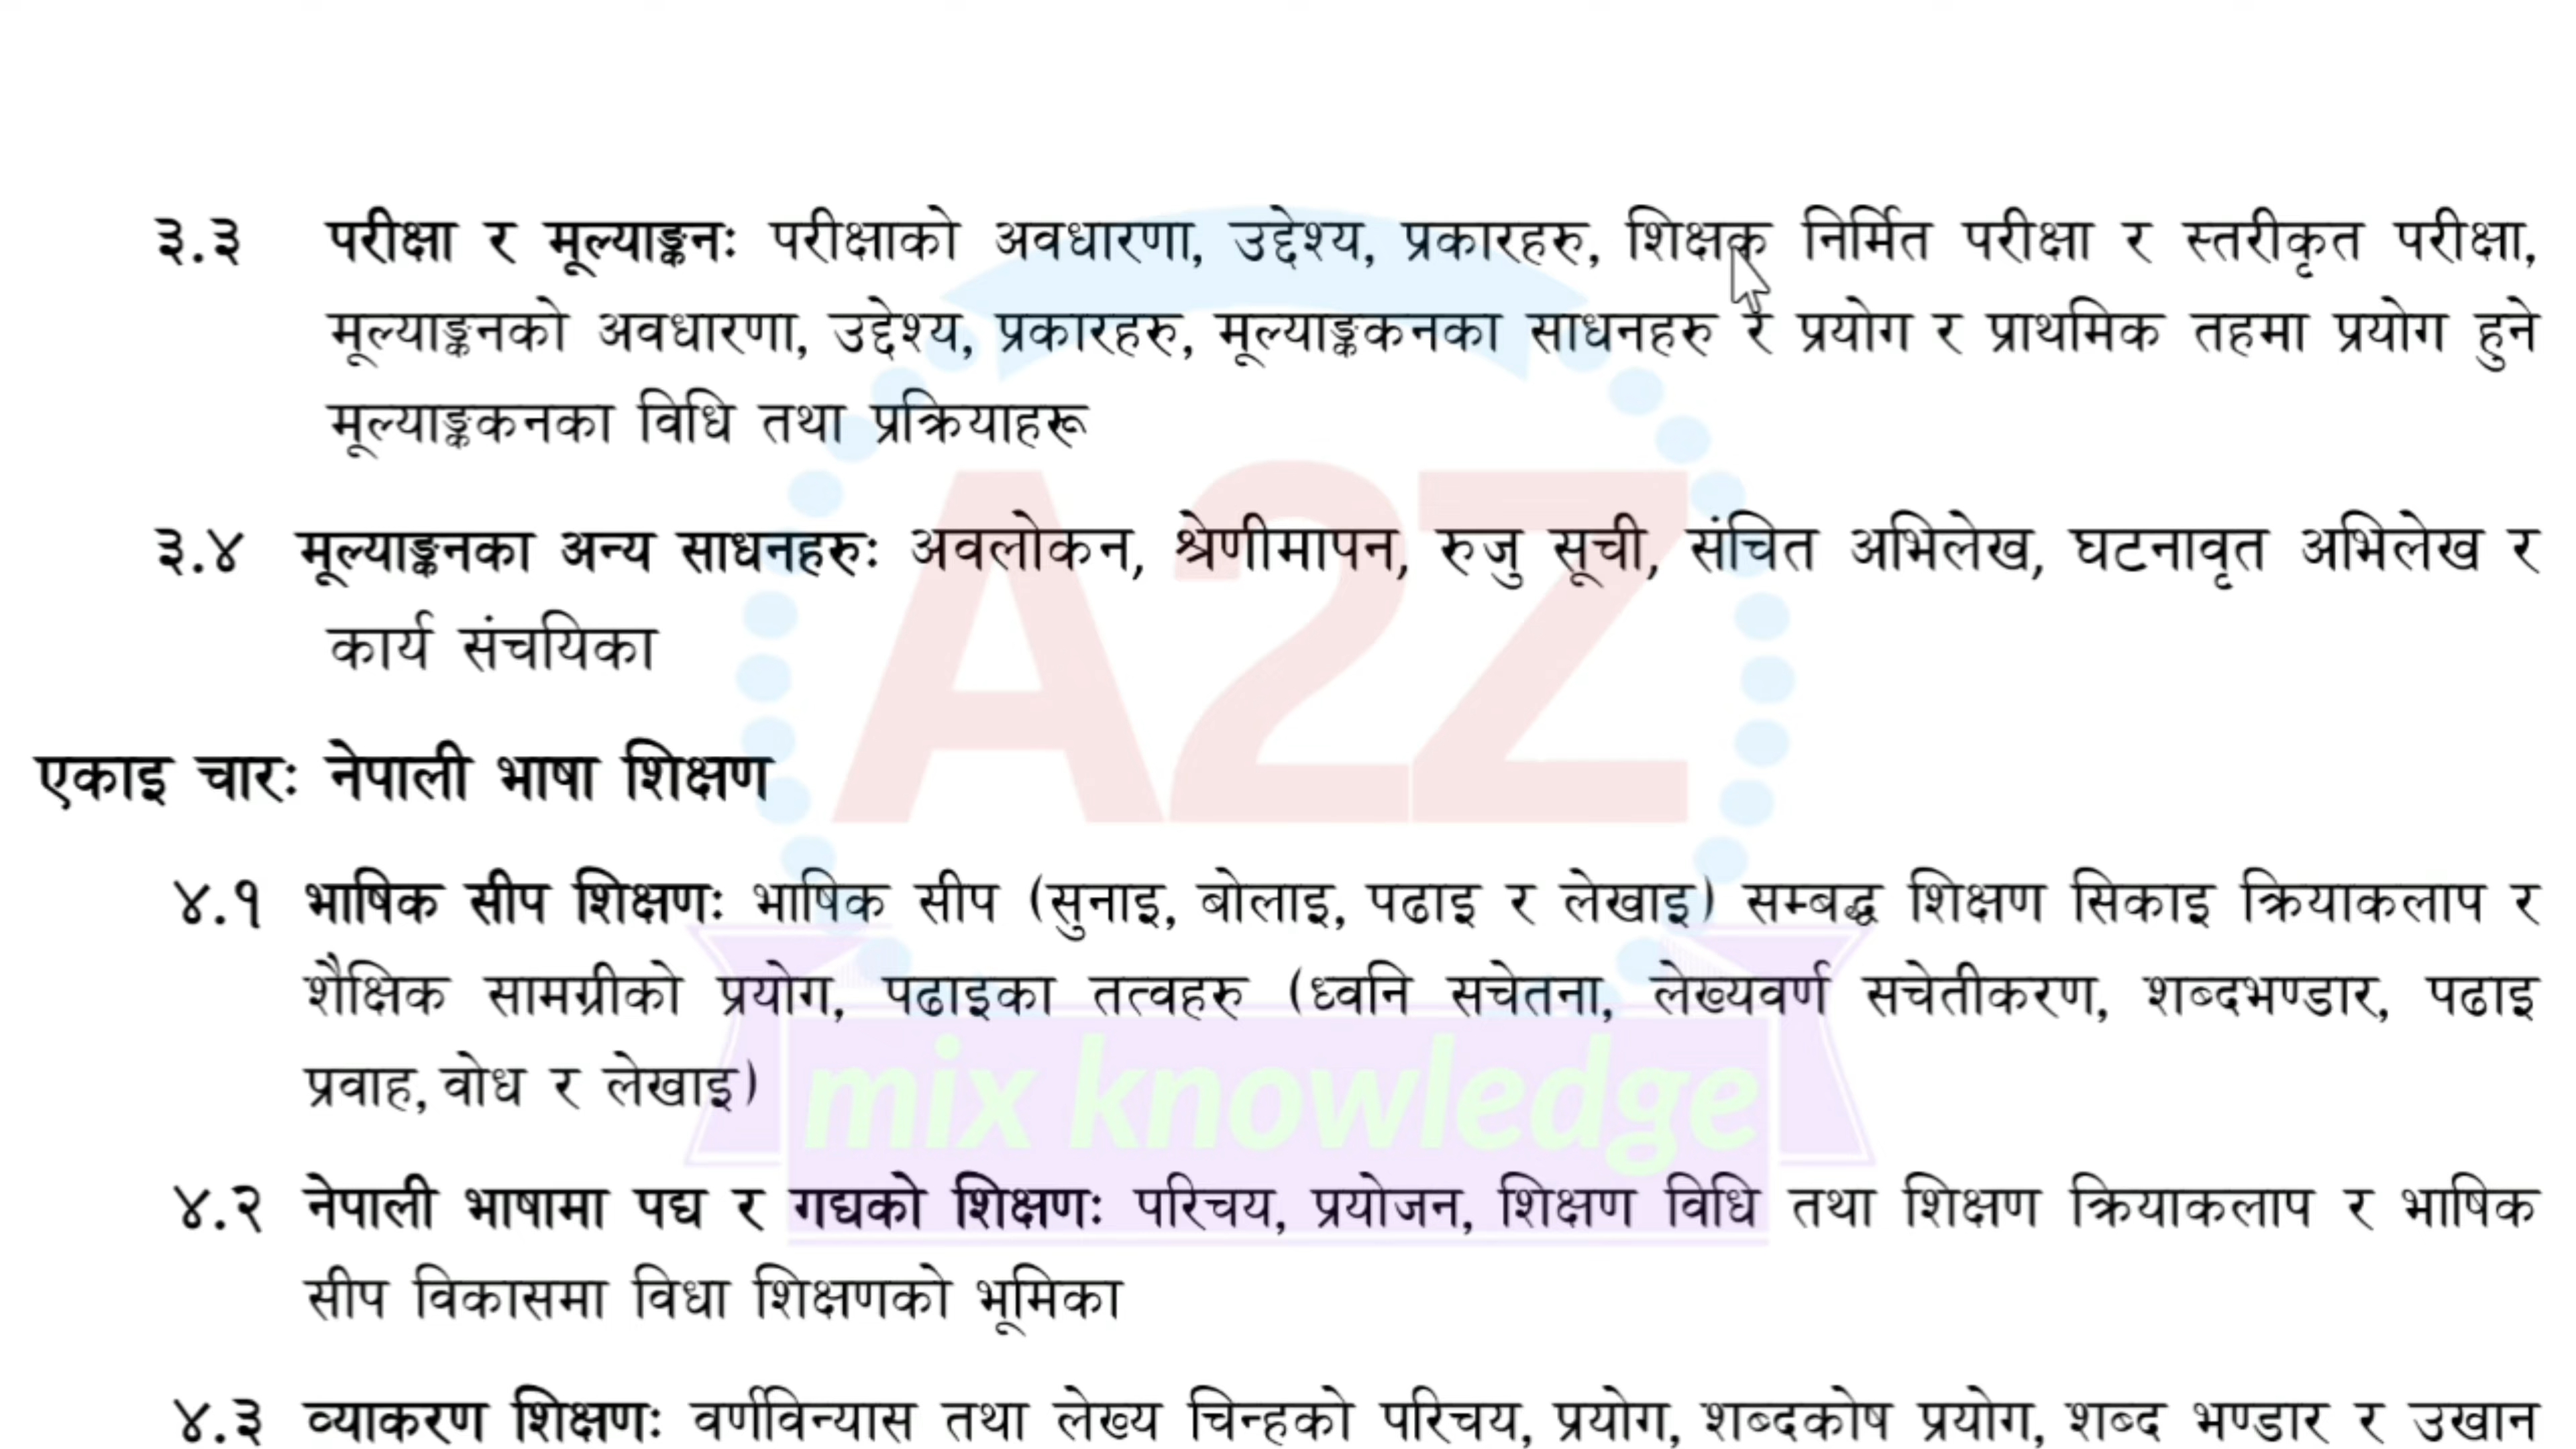 ३.३ परीक्षा र मूल्याङ्कनः परीक्षाको अवधारणा, उद्देश्य, प्रकारहरु, शिक्षक निर्मित परीक्षा र स्तरीकृत परीक्षा,
मूल्याङ्कनको अवधारणा, उद्देश्य, प्रकारहरु, मूल्याङ्ककनका साधनहरु र प्रयोग र प्राथमिक तहमा प्रयोग हुने
मूल्याङ्ककनका विधि तथा प्रक्रियाहरू
३.४ मूल्याङ्कनका अन्य साधनहरुः अवलोकन, श्रेणीमापन, रुजु सूची, संचित अभिलेख, घटनावृत अभिलेख र
कार्य संचयिका
A2Z
एकाइ चारः नेपाली भाषा शिक्षण
४.१ भाषिक सीप शिक्षणः भाषिक सीप (सुनाइ, बोलाइ, पढाइ र लेखाइ) सम्बद्ध शिक्षण सिकाइ क्रियाकलाप र
शैक्षिक सामग्रीको प्रयोग, पढाइका तत्वहरु (ध्वनि सचेतना, लेख्यवर्ण सचेतीकरण, शब्दभण्डार, पढाइ
प्रवाह, वोध र लेखाइ)
mix knowledge
४.२ नेपाली भाषामा पद्य र गद्यको शिक्षणः परिचय, प्रयोजन, शिक्षण विधि तथा शिक्षण क्रियाकलाप र भाषिक
सीप विकासमा विधा शिक्षणको भूमिका
४.३ व्याकरण शिक्षणः वर्णविन्यास तथा लेख्य चिन्हको परिचय, प्रयोग, शब्दकोष प्रयोग, शब्द भण्डार र उखान